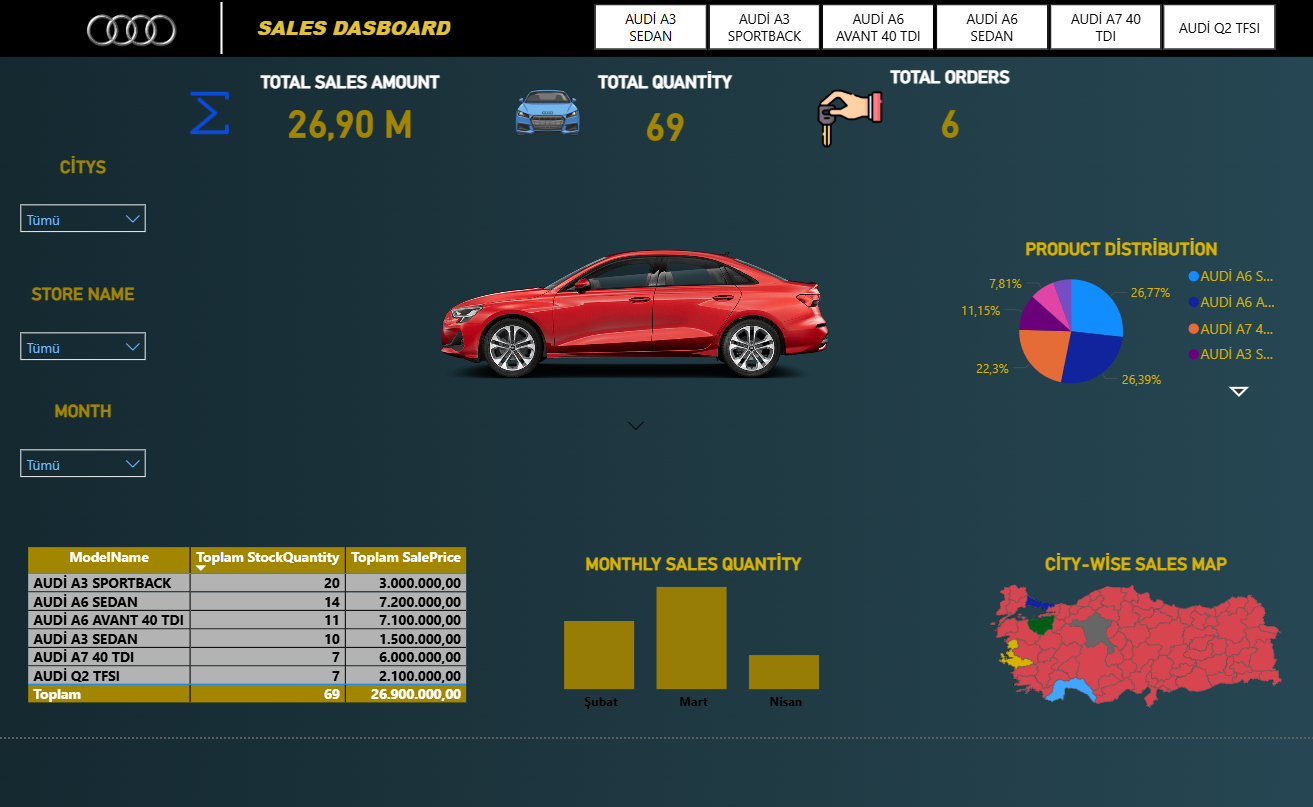 SALES DASBOARD
AUDİ A3
SEDAN
AUDİ A3
SPORTBACK
AUDİ A6
AVANT 40 TDI
AUDİ A6
SEDAN
AUDİ A7 40
TDI
AUDİ Q2 TFSI
TOTAL SALES AMOUNT
26,90 M
TOTAL QUANTİTY
69
TOTAL ORDERS
6
CİTYS
Tümü
STORE NAME
Tümü
MONTH
Tümü
PRODUCT DİSTRİBUTİON
7,81%
11,15%
22,3%
26,77%
26,39%
AUDİ A6 S...
AUDİ A6 A...
AUDİ A7 4...
AUDİ A3 S...
ModelName Toplam StockQuantity Toplam SalePrice
AUDİ A3 SPORTBACK 20 3.000.000,00
AUDİ A6 SEDAN 14 7.200.000,00
AUDİ A6 AVANT 40 TDI 11 7.100.000,00
AUDİ A3 SEDAN 10 1.500.000,00
AUDİ A7 40 TDI 7 6.000.000,00
AUDİ Q2 TFSI 7 2.100.000,00
Toplam 69 26.900.000,00
MONTHLY SALES QUANTİTY
Şubat Mart Nisan
CİTY-WİSE SALES MAP